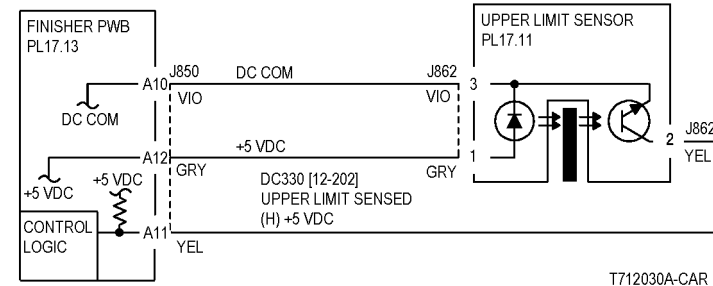 FINISHER PWB
PL17.13
UPPER LIMIT SENSOR
PL17.11
A10
J850
DC COM
J862
3
VIO
VIO
DC COM
2
J862
YEL
A12
+5 VDC
1
GRY
GRY
+5 VDC
+5 VDC
DC330 [12-202]
UPPER LIMIT SENSED
(H) +5 VDC
CONTROL
LOGIC
A11
YEL
T712030A-CAR